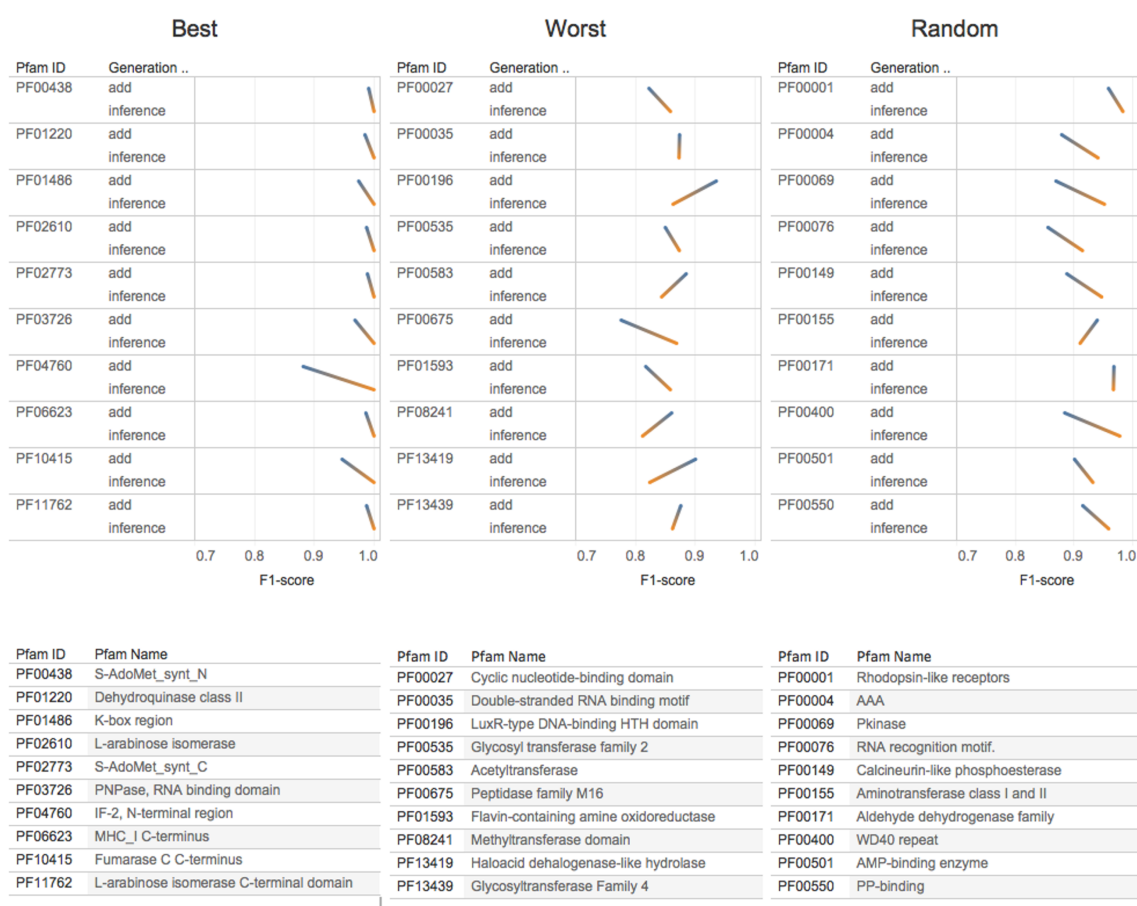 Best Worst Random
Pfam ID Generation .. Pfam ID Generation .. Pfam ID Generation ..
PF00438 add PF00027 add PF00001 add
inference inference inference
PF01220 add PF00035 add PF00004 add
inference inference inference
PF01486 add PF00196 add PF00069 add
inference inference inference
PF02610 add PF00535 add PF00076 add
inference inference inference
PF02773 add PF00583 add PF00149 add
inference inference inference
PF03726 add PF00675 add PF00155 add
inference inference inference
PF04760 add PF01593 add PF00171 add
inference inference inference
PF06623 add PF08241 add PF00400 add
inference inference inference
PF10415 add PF13419 add PF00501 add
inference inference inference
PF11762 add PF13439 add PF00550 add
inference inference inference
0.7 0.8 0.9 1.0 0.7 0.8 0.9 1.0 0.7 0.8 0.9 1.0
F1-score F1-score F1-score
Pfam ID Pfam Name Pfam ID Pfam Name Pfam ID Pfam Name
PF00438 S-AdoMet_synt_N PF00027 Cyclic nucleotide-binding domain PF00001 Rhodopsin-like receptors
PF01220 Dehydroquinase class II PF00035 Double-stranded RNA binding motif PF00004 AAA
PF01486 K-box region PF00196 LuxR-type DNA-binding HTH domain PF00069 Pkinase
PF02610 L-arabinose isomerase PF00535 Glycosyl transferase family 2 PF00076 RNA recognition motif.
PF02773 S-AdoMet_synt_C PF00583 Acetyltransferase PF00149 Calcineurin-like phosphoesterase
PF03726 PNPase, RNA binding domain PF00675 Peptidase family M16 PF00155 Aminotransferase class I and II
PF04760 IF-2, N-terminal region PF01593 Flavin-containing amine oxidoreductase PF00171 Aldehyde dehydrogenase family
PF06623 MHC_I C-terminus PF08241 Methyltransferase domain PF00400 WD40 repeat
PF10415 Fumarase C C-terminus PF13419 Haloacid dehalogenase-like hydrolase PF00501 AMP-binding enzyme
PF11762 L-arabinose isomerase C-terminal domain PF13439 Glycosyltransferase Family 4 PF00550 PP-binding